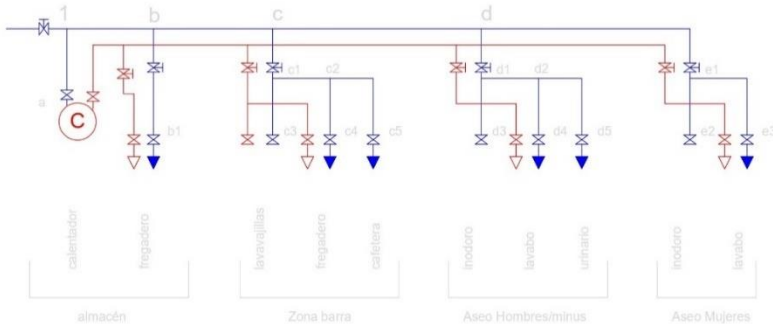 1 b c d
a
C
b1
c1 c2
c3 c4 c5
d1 d2
d3 d4 d5
e1
e2 e3
calentador
fregadero
lavavajillas
fregadero
cafetera
inodoro
lavabo
urinario
inodoro
lavabo
almacén
Zona barra
Aseo Hombres/minus
Aseo Mujeres